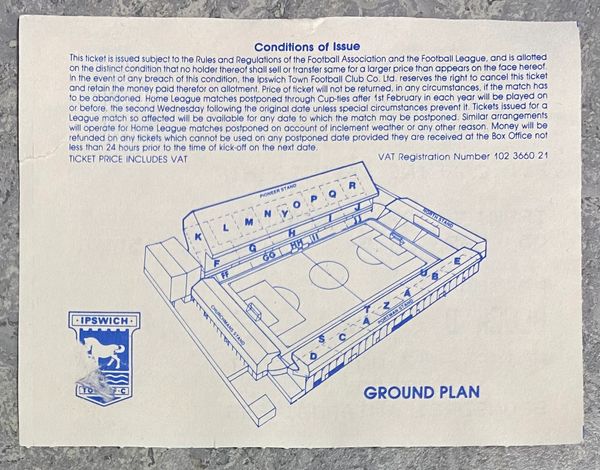 Conditions of Issue
This ticket is issued subject to the Rules and Regulations of the Football Association and the Football League, and is allotted
on the distinct condition that no holder thereof shall sell or transfer same for a larger price than appears on the face hereof.
In the event of any breach of this condition, the Ipswich Town Football Club Co. Ltd. reserves the right to cancel this ticket
and retain the money paid therefor on allotment. Price of ticket will not be returned, in any circumstances, if the match has
to be abandoned. Home League matches postponed through Cup-ties after 1st February in each year will be played on
or before, the second Wednesday following the original date unless special circumstances prevent it. Tickets issued for a
League match so affected will be available for any date to which the match may be postponed. Similar arrangements
will operate for Home League matches postponed on account of inclement weather or any other reason. Money will be
refunded on any tickets which cannot be used on any postponed date provided they are received at the Box Office not
less than 24 hours prior to the time of kick-off on the next date.
TICKET PRICE INCLUDES VAT
VAT Registration Number 102 3660 21
PIONEER STAND
K L M N Y O P Q R
F G H I J
FF GG HH II JJ
NORTH STAND
CHURCHMANS STAND
D S C A T Z A U B E
PORTMAN STAND
IPSWICH
F·C
GROUND PLAN